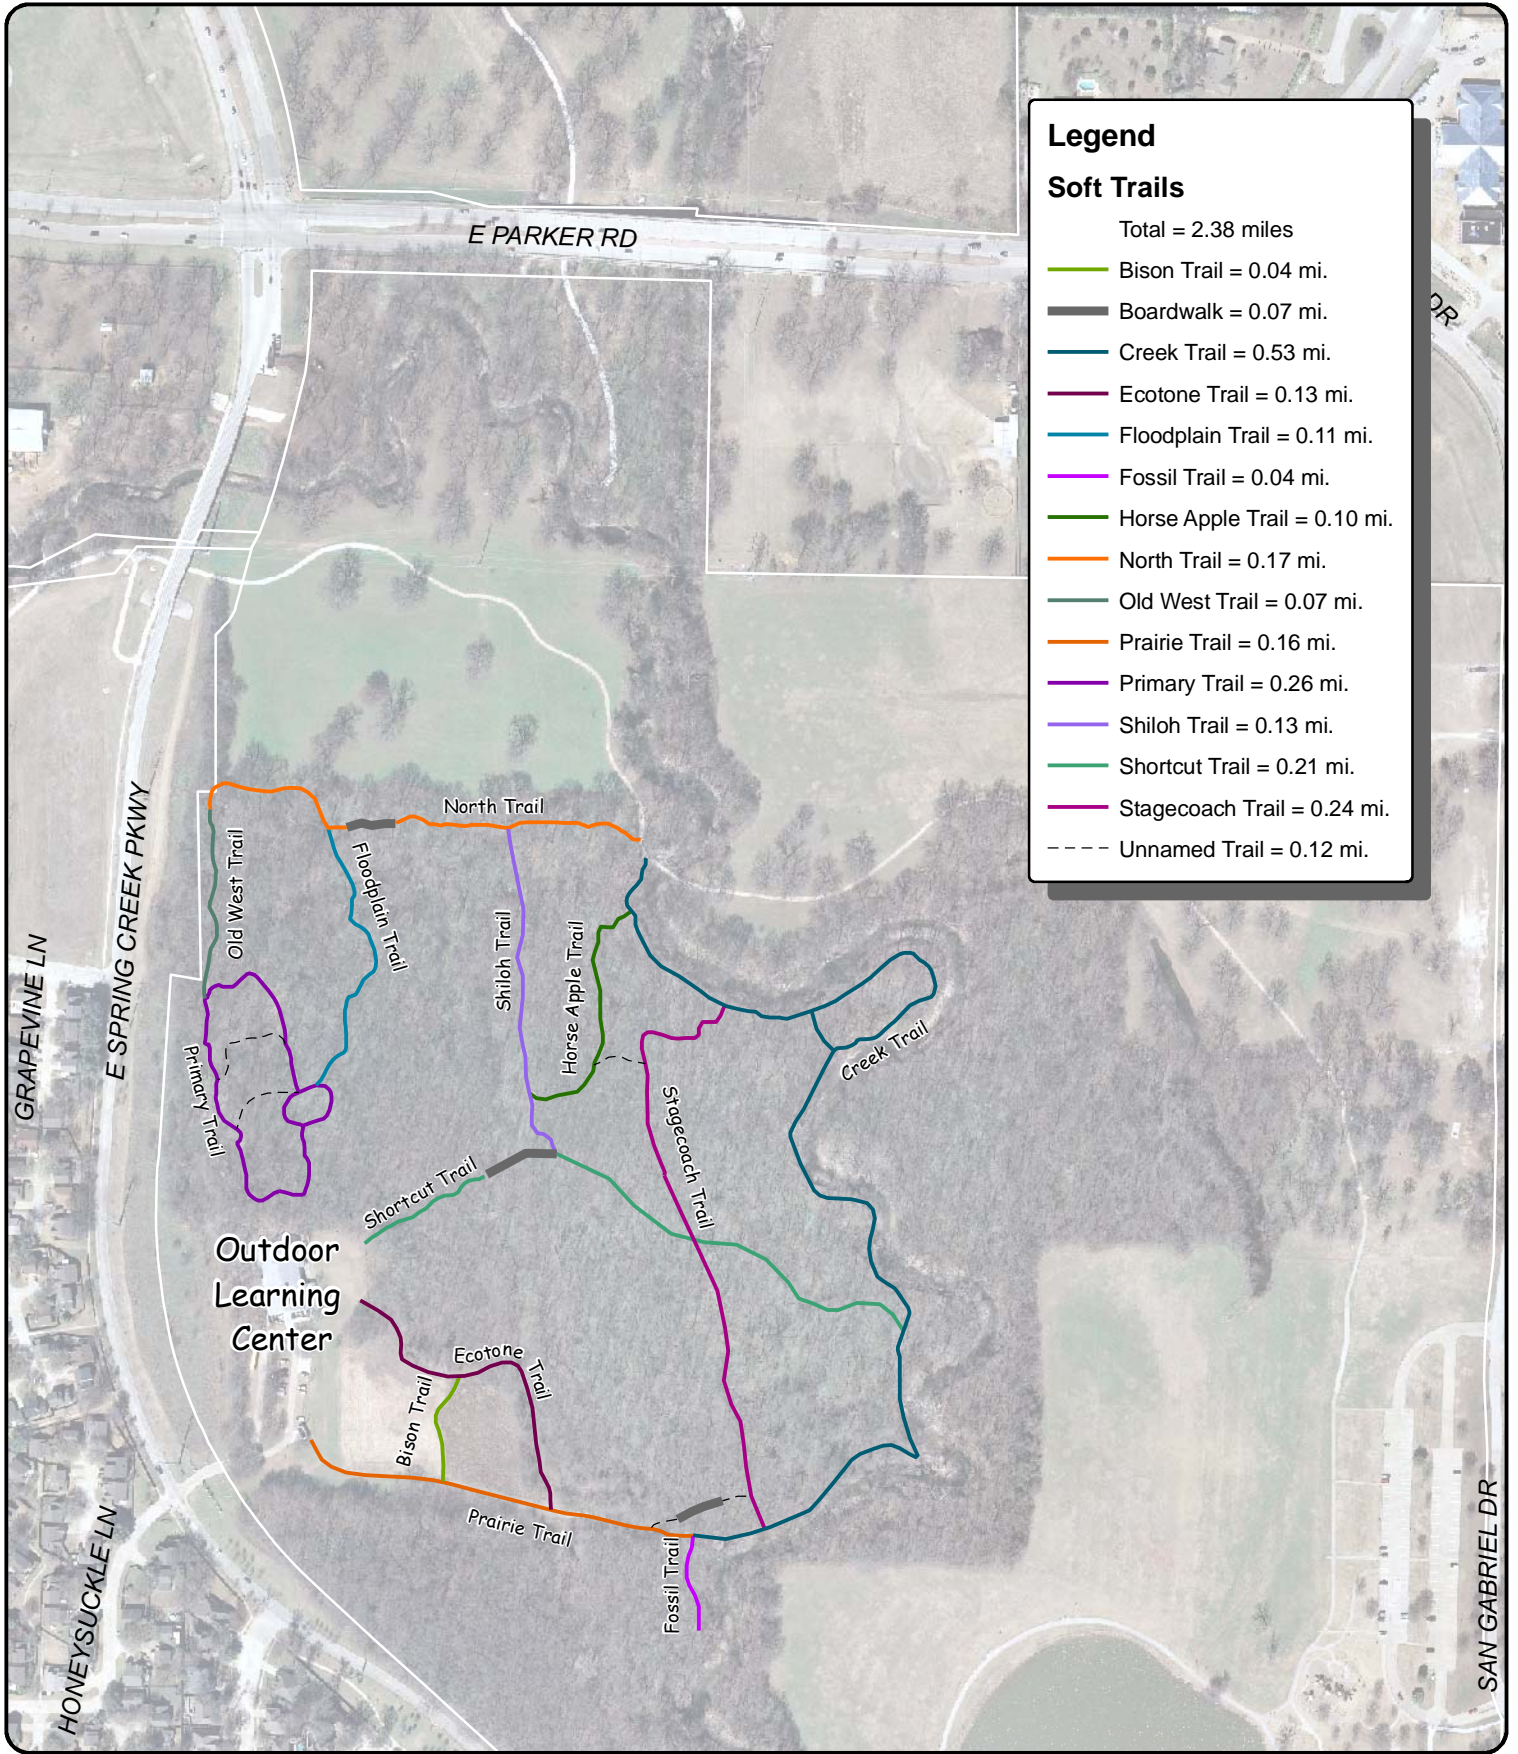 E PARKER RD
DR
Legend
Soft Trails
Total = 2.38 miles
Bison Trail = 0.04 mi.
Boardwalk = 0.07 mi.
Creek Trail = 0.53 mi.
Ecotone Trail = 0.13 mi.
Floodplain Trail = 0.11 mi.
Fossil Trail = 0.04 mi.
Horse Apple Trail = 0.10 mi.
North Trail = 0.17 mi.
Old West Trail = 0.07 mi.
Prairie Trail = 0.16 mi.
Primary Trail = 0.26 mi.
Shiloh Trail = 0.13 mi.
Shortcut Trail = 0.21 mi.
Stagecoach Trail = 0.24 mi.
Unnamed Trail = 0.12 mi.
North Trail
Old West Trail
Floodplain Trail
Shiloh Trail
Horse Apple Trail
E SPRING CREEK PKWY
GRAPEVINE LN
Primary Trail
Creek Trail
Stagecoach Trail
Shortcut Trail
Outdoor
Learning
Center
Ecotone Trail
Bison Trail
Prairie Trail
Fossil Trail
HONEYSUCKLE LN
SAN GABRIEL DR